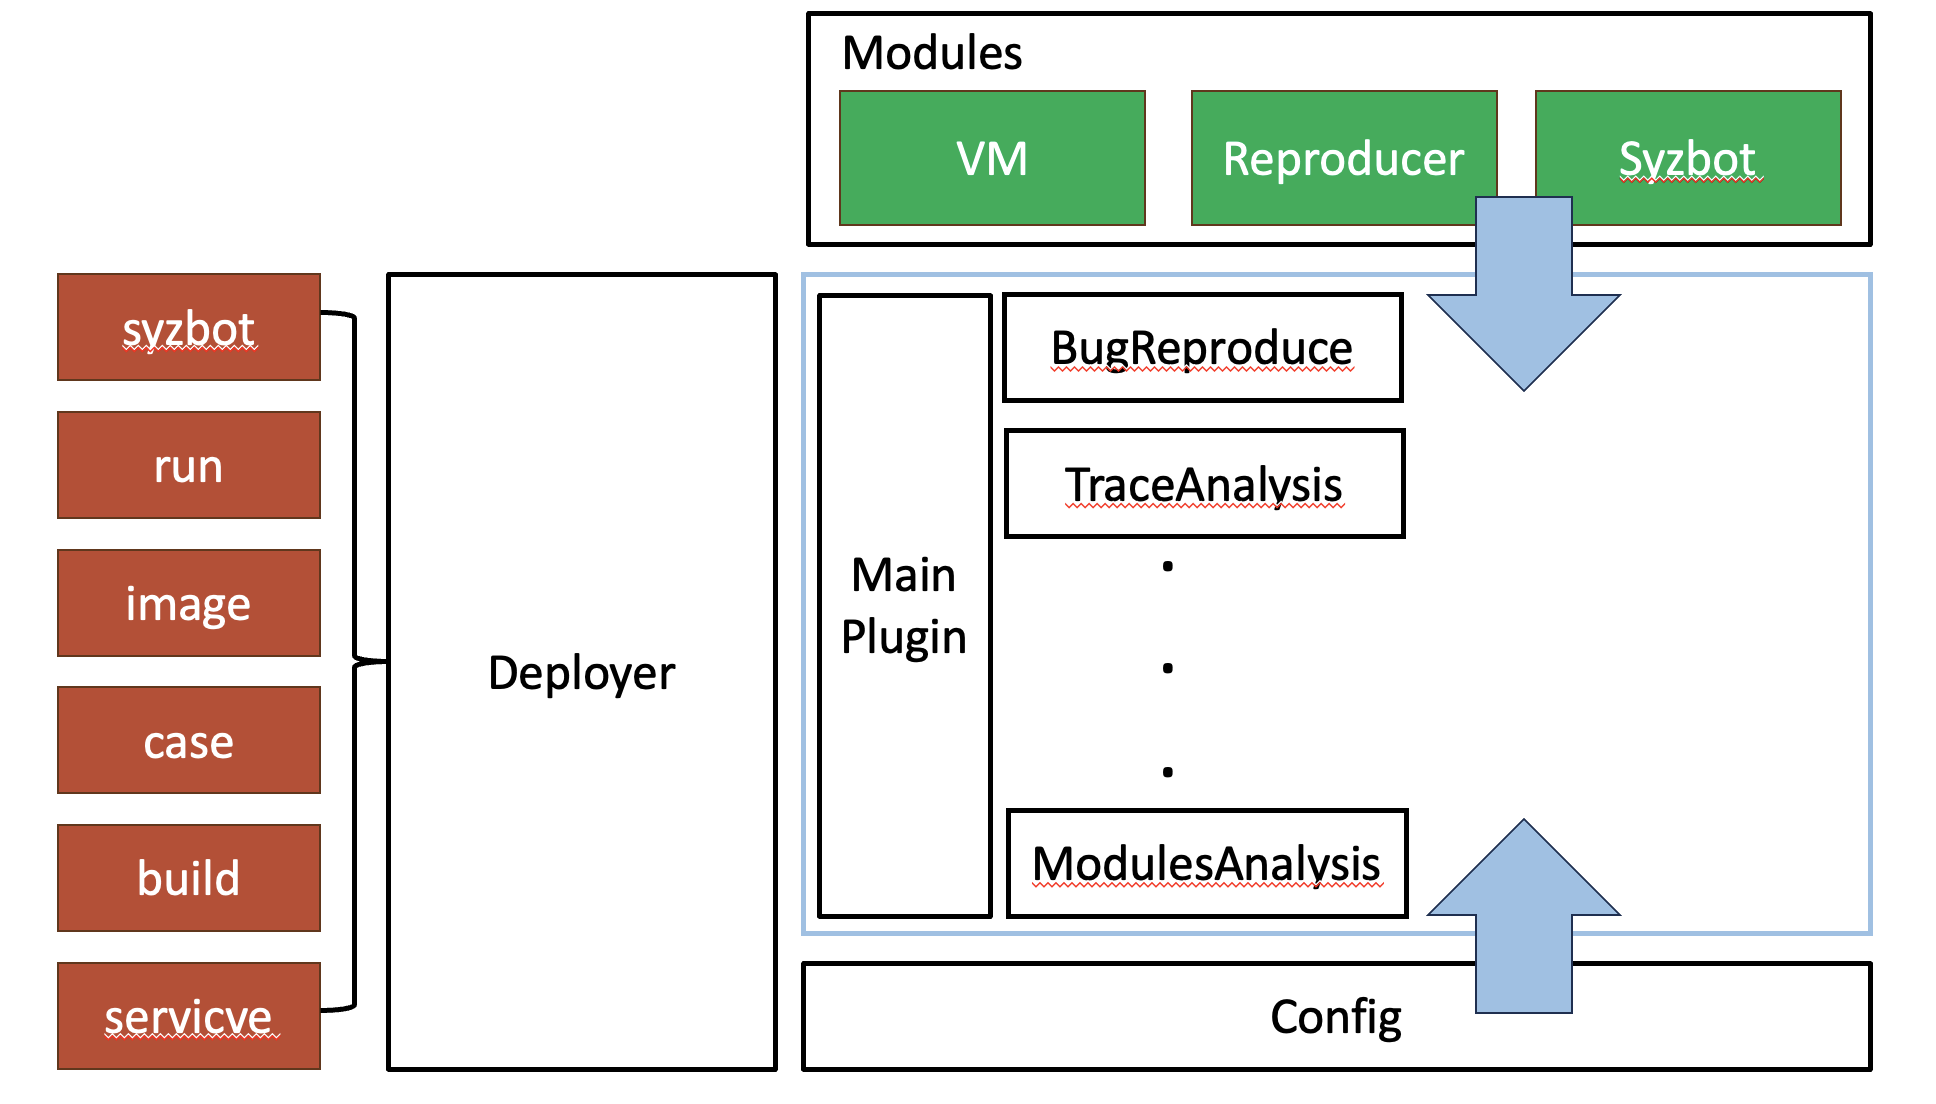 Modules
VM
Reproducer
Syzbot
syzbot
run
image
case
build
servicve
Deployer
Main
Plugin
BugReproduce
TraceAnalysis
.
.
.
ModulesAnalysis
Config